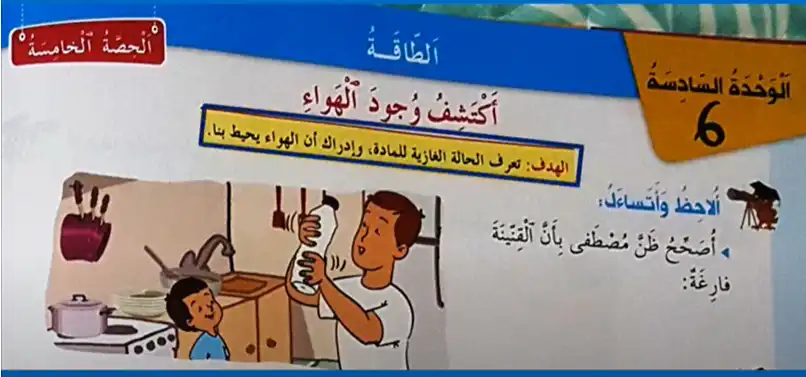 اَلْحِصَّةُ الْخَامِسَةُ
اَلطَّاقَةُ
اَلْوَحْدَةُ السَّادِسَةُ
6
أَكْتَشِفُ وُجودَ الْهَواءِ
الهدف: تعرف الحالة الغازية للمادة، وإدراك أن الهواء يحيط بنا.
أُلاحِظُ وَأَتَساءَلُ:
أُصَحِّحُ ظَنَّ مُصْطَفى بِأَنَّ الْقِنّينَةَ
فارِغَةٌ: